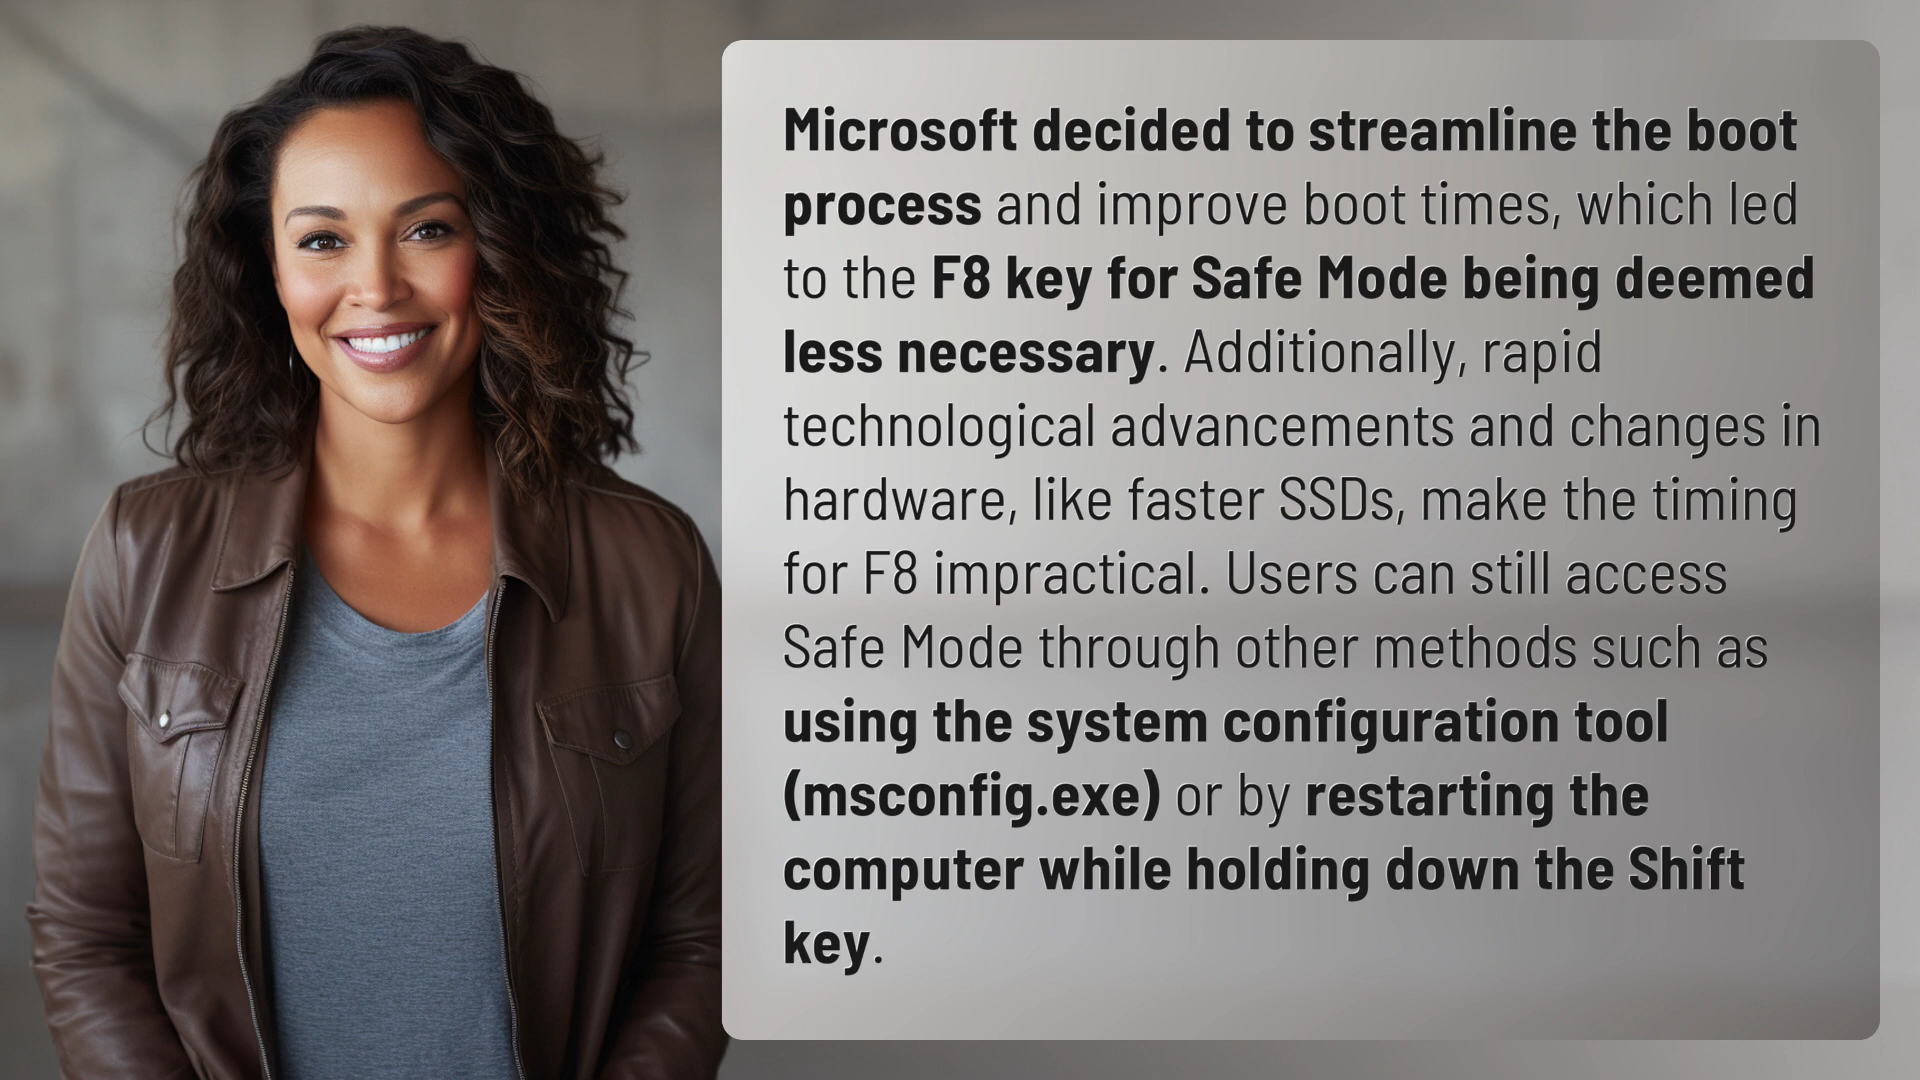 Microsoft decided to streamline the boot
process and improve boot times, which led
to the F8 key for Safe Mode being deemed
less necessary. Additionally, rapid
technological advancements and changes in
hardware, like faster SSDs, make the timing
for F8 impractical. Users can still access
Safe Mode through other methods such as
using the system configuration tool
(msconfig.exe) or by restarting the
computer while holding down the Shift
key.